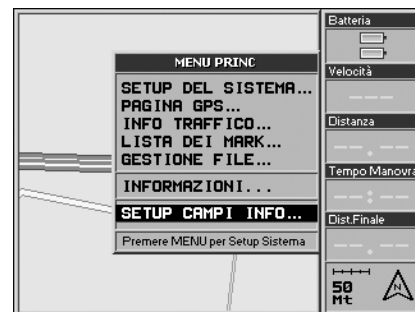 MENU PRINC
SETUP DEL SISTEMA...
PAGINA GPS...
INFO TRAFFICO...
LISTA DEI MARK...
GESTIONE FILE...
INFORMAZIONI...
SETUP CAMPI INFO...
Premere MENU per Setup Sistema
Batteria
Velocità
Distanza
Tempo Manovra
Dist.Finale
50
Mt